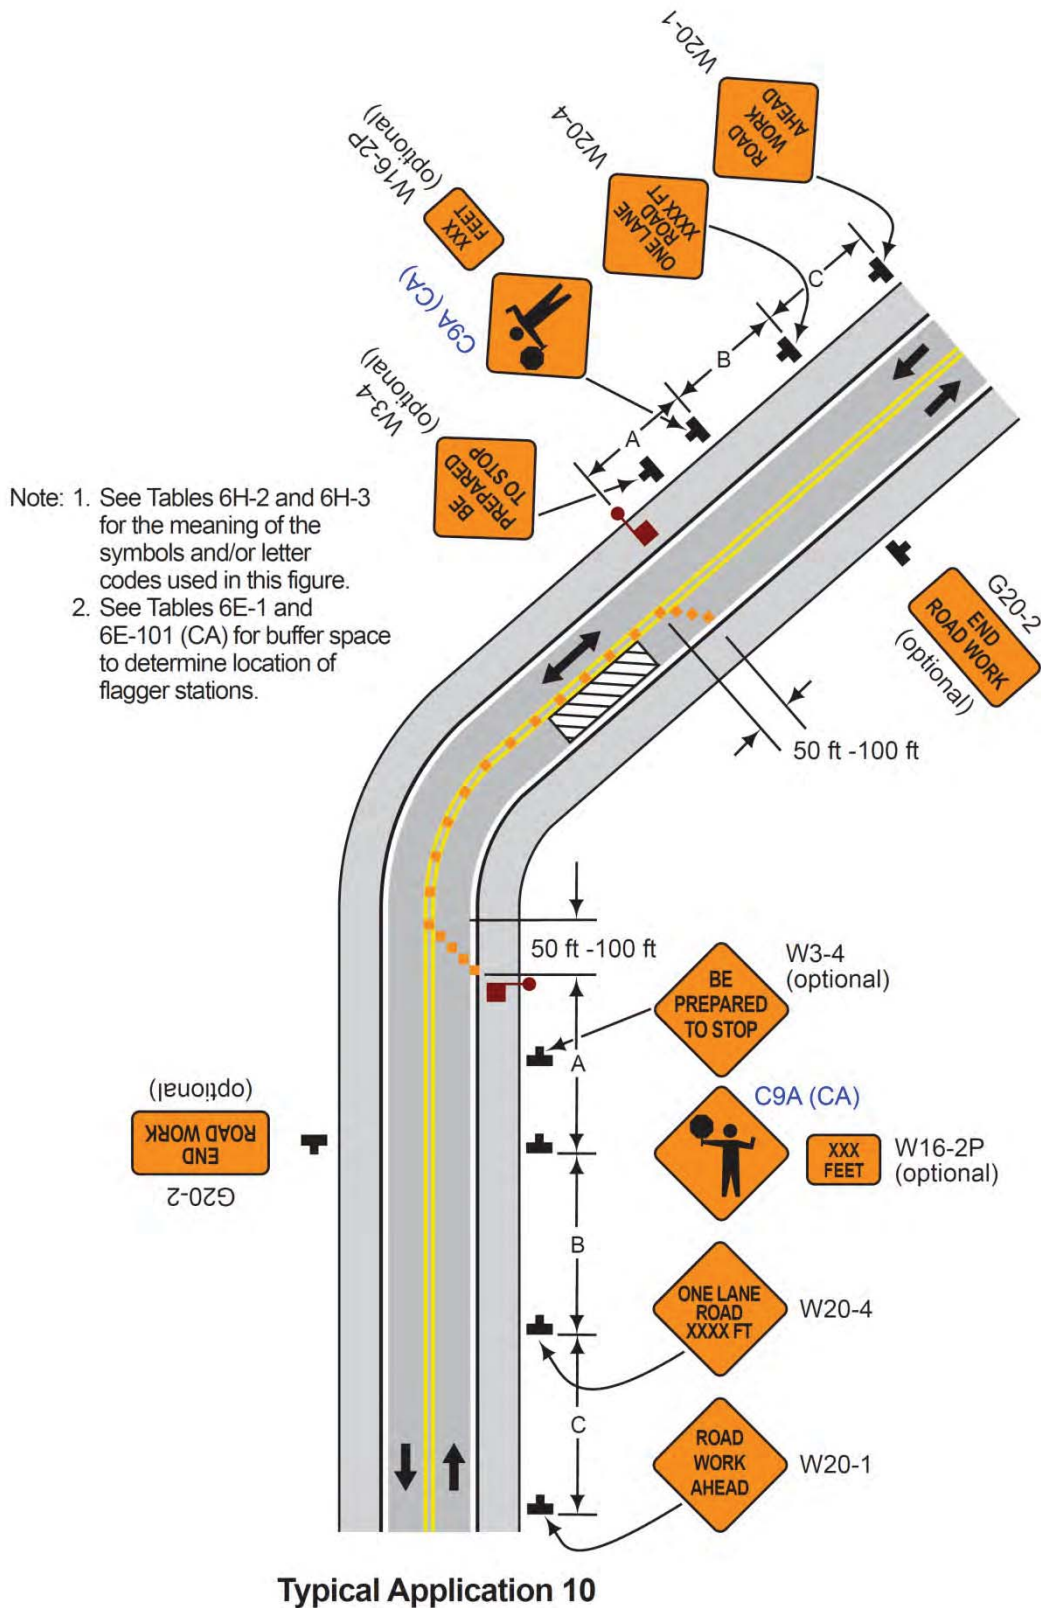 W20-1
ROAD
WORK
AHEAD
W20-4
ONE LANE
ROAD
XXXX FT
W16-2P
(optional)
XXX
FEET
C9A (CA)
W3-4
(optional)
BE
PREPARED
TO STOP
C
B
A
Note: 1. See Tables 6H-2 and 6H-3
for the meaning of the
symbols and/or letter
codes used in this figure.
2. See Tables 6E-1 and
6E-101 (CA) for buffer space
to determine location of
flagger stations.
G20-2
END
ROAD WORK
(optional)
50 ft -100 ft
50 ft -100 ft
A
BE
PREPARED
TO STOP
W3-4
(optional)
C9A (CA)
XXX
FEET
W16-2P
(optional)
G20-2
END
ROAD WORK
(optional)
B
ONE LANE
ROAD
XXXX FT
W20-4
C
ROAD
WORK
AHEAD
W20-1
Typical Application 10